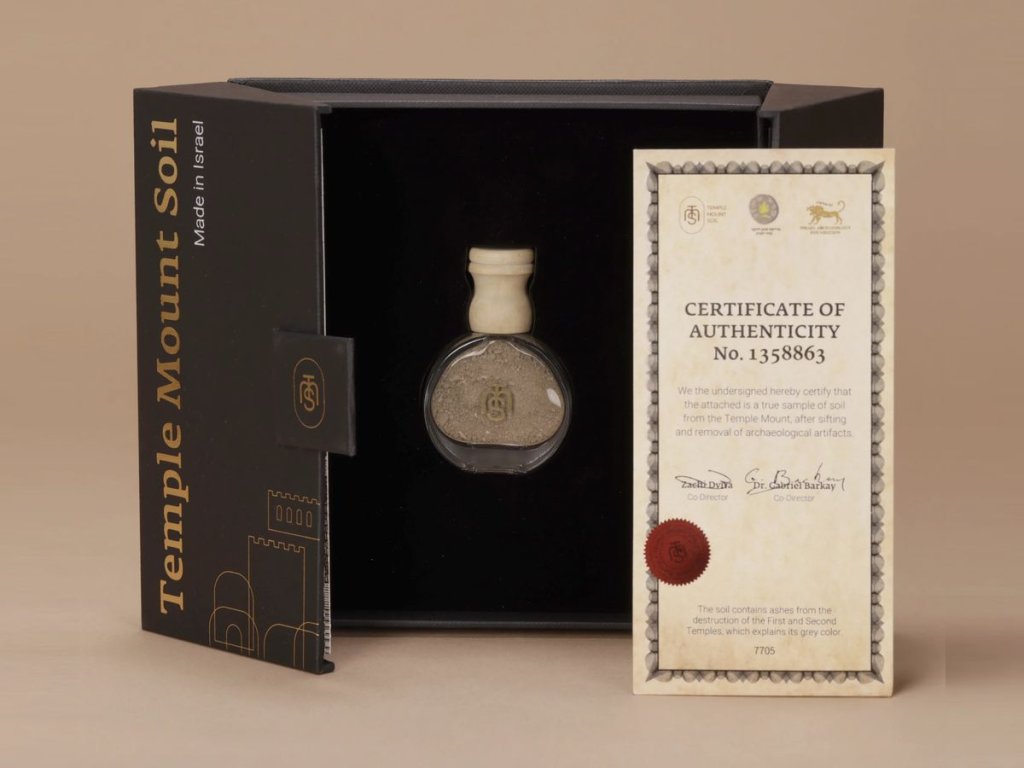 Temple Mount Soil
Made in Israel
TEMPLE
MOUNT
SOIL
CERTIFICATE OF
AUTHENTICITY
No. 1358863
We the undersigned hereby certify that
the attached is a true sample of soil
from the Temple Mount, after sifting
and removal of archaeological artifacts.
Dr. Gabriel Barkay
Co-Director
Co-Director
The soil contains ashes from the
destruction of the First and Second
Temples, which explains its grey color.
7705